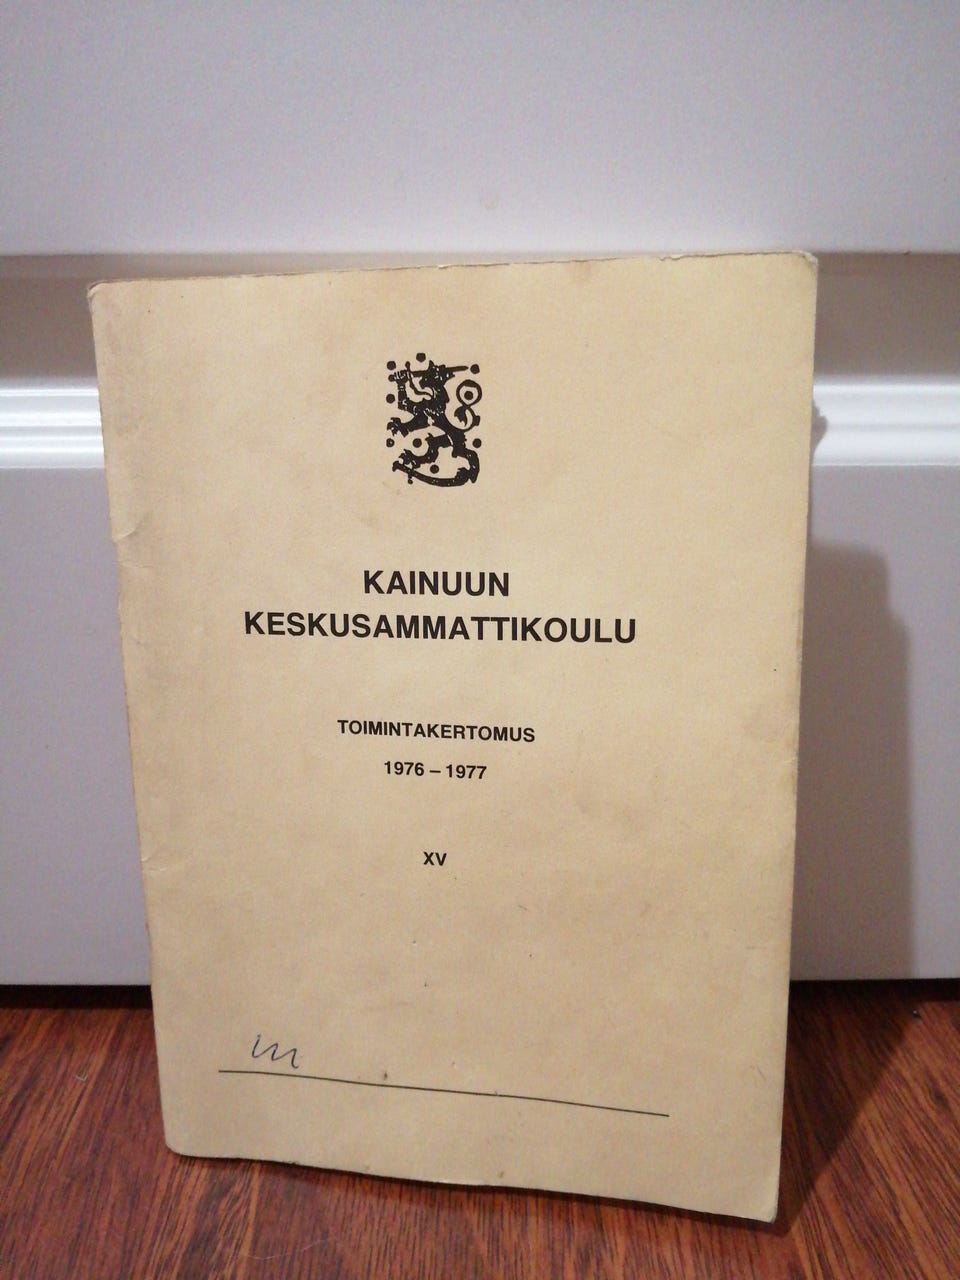 KAINUUN
KESKUSAMMATTIKOULU
TOIMINTAKERTOMUS
1976 – 1977
XV